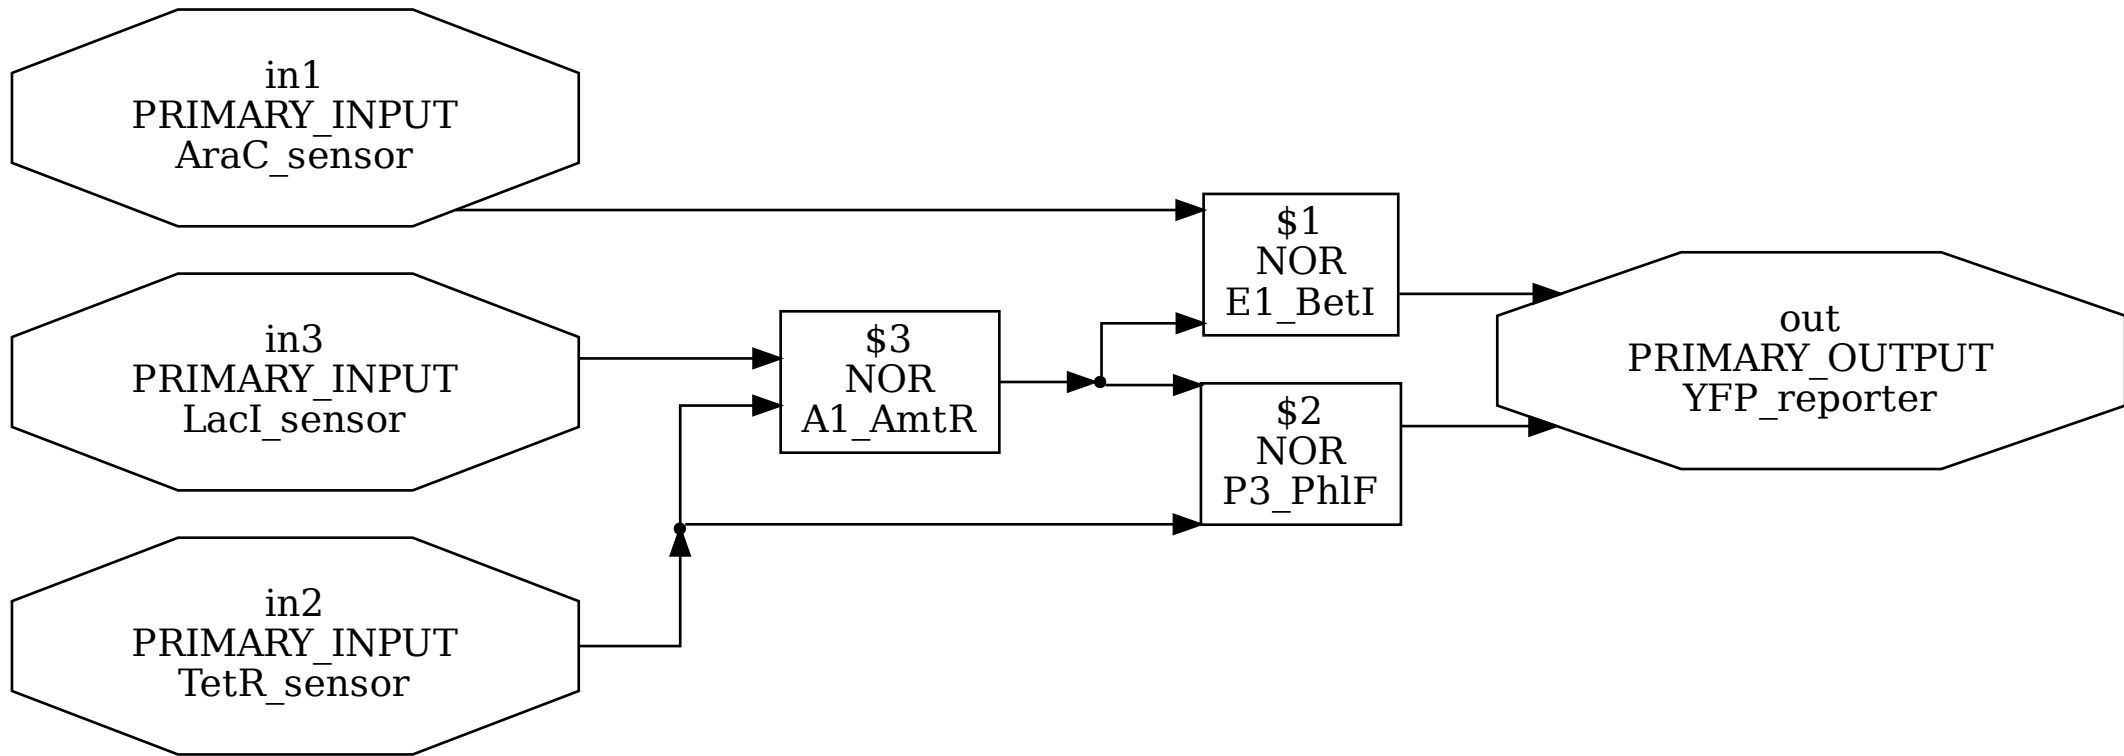 in1
PRIMARY_INPUT
AraC_sensor
in3
PRIMARY_INPUT
LacI_sensor
in2
PRIMARY_INPUT
TetR_sensor
$3
NOR
A1_AmtR
$1
NOR
E1_BetI
$2
NOR
P3_PhlF
out
PRIMARY_OUTPUT
YFP_reporter